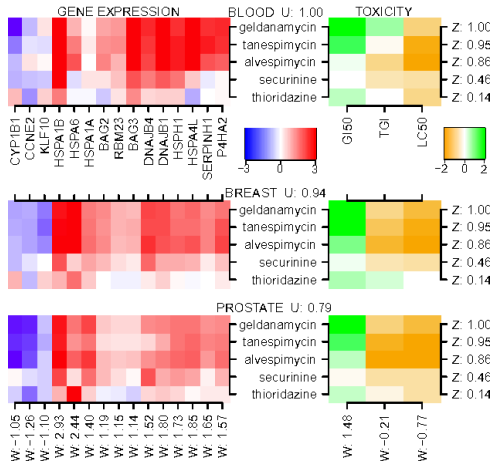 GENE EXPRESSION BLOOD U: 1.00 TOXICITY
geldanamycin Z: 1.00
tanespimycin Z: 0.95
alvespimycin Z: 0.86
securinine Z: 0.46
thioridazine Z: 0.14
CYP1B1 CCNE2 KLF10 HSPA1B HSPA6 HSPA1A BAG2 RBM23 BAG3 DNAJB4 DNAJB1 HSPH1 HSPA4L SERPINH1 P4HA2 GI50 TGI LC50
−3 0 3 −2 0 2
BREAST U: 0.94
geldanamycin Z: 1.00
tanespimycin Z: 0.95
alvespimycin Z: 0.86
securinine Z: 0.46
thioridazine Z: 0.14
PROSTATE U: 0.79
geldanamycin Z: 1.00
tanespimycin Z: 0.95
alvespimycin Z: 0.86
securinine Z: 0.46
thioridazine Z: 0.14
W: −1.05 W: −1.26 W: −1.10 W: 2.93 W: 2.44 W: 1.40 W: 1.19 W: 1.15 W: 1.14 W: 1.52 W: 1.80 W: 1.73 W: 1.85 W: 1.65 W: 1.57 W: 1.48 W: −0.21 W: −0.77